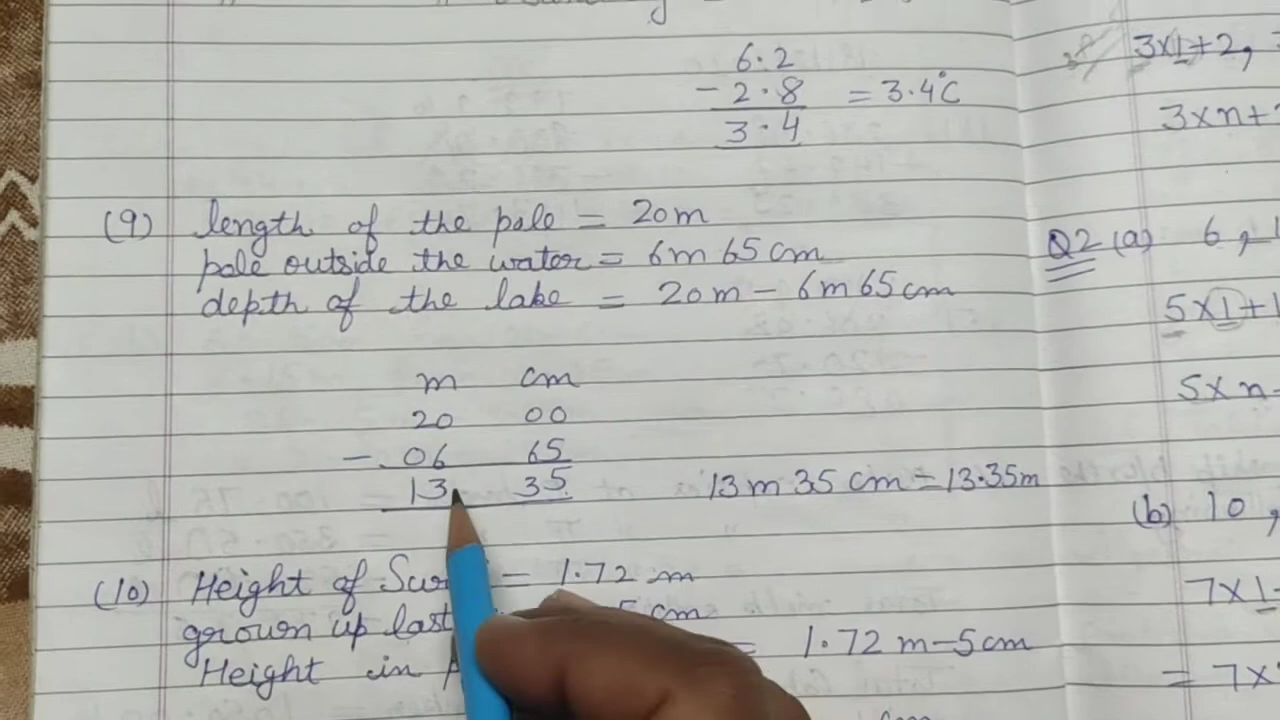 6.2
- 2.8 = 3.4°C
3.4
(9) length of the pole = 20m
pole outside the water = 6m 65cm
depth of the lake = 20m - 6m 65cm
m cm
20 00
- 06 65
13 35 13m 35cm = 13.35m
(10) Height of = 1.72 m
grown up last 5 cm
Height in = 1.72 m - 5cm
3x1+2,
3xn+
Q2 (a) 6,
5x1+
5xn-
(b) 10,
7x1-
= 7x